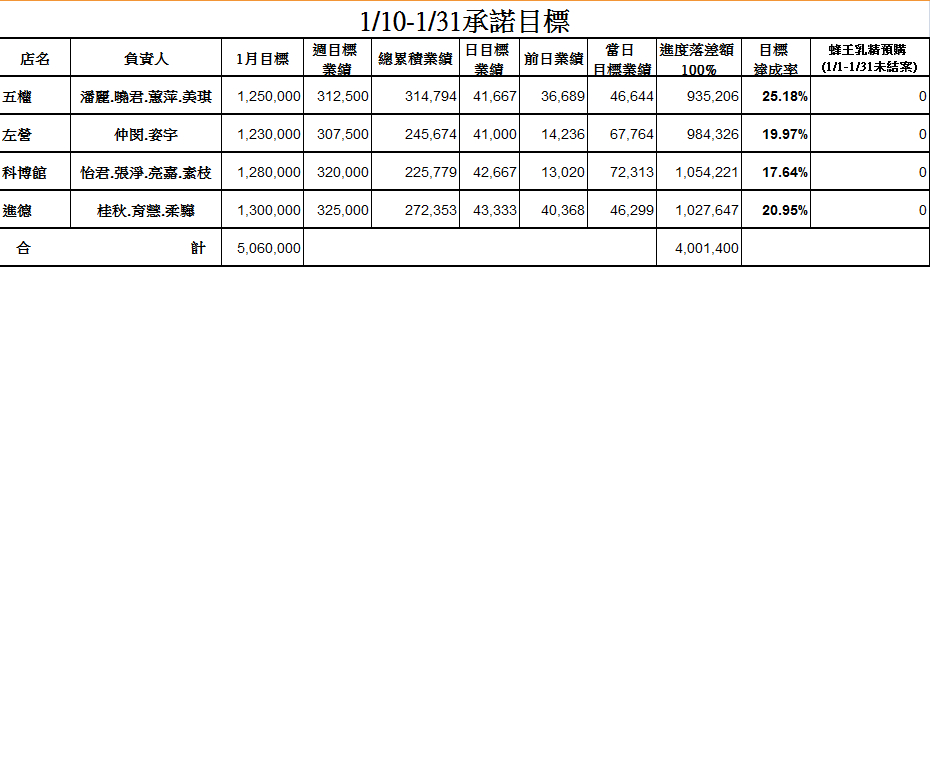 1/10-1/31承諾目標
店名 負責人 1月目標 週目標業績 總累積業績 日目標業績 前日業績 當日目標業績 進度落差額100% 目標達成率 蜂王乳精預購(1/1-1/31未結案)
五權 潘麗.曉君.蕙萍.美琪 1,250,000 312,500 314,794 41,667 36,689 46,644 935,206 25.18% 0
左營 仲閔.姿宇 1,230,000 307,500 245,674 41,000 14,236 67,764 984,326 19.97% 0
科博館 怡君.張淨.亮嘉.素枝 1,280,000 320,000 225,779 42,667 13,020 72,313 1,054,221 17.64% 0
進德 桂秋.育慧.柔驊 1,300,000 325,000 272,353 43,333 40,368 46,299 1,027,647 20.95% 0
合 計 5,060,000 4,001,400